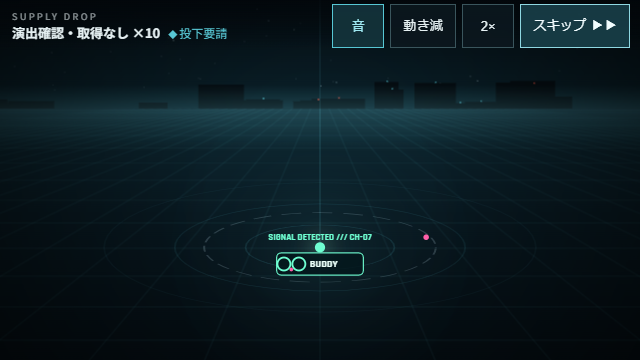 SUPPLY DROP
演出確認・取得なし ×10 ◆投下要請
音
動き減
2×
スキップ ▶▶
SIGNAL DETECTED /// CH-07
BUDDY